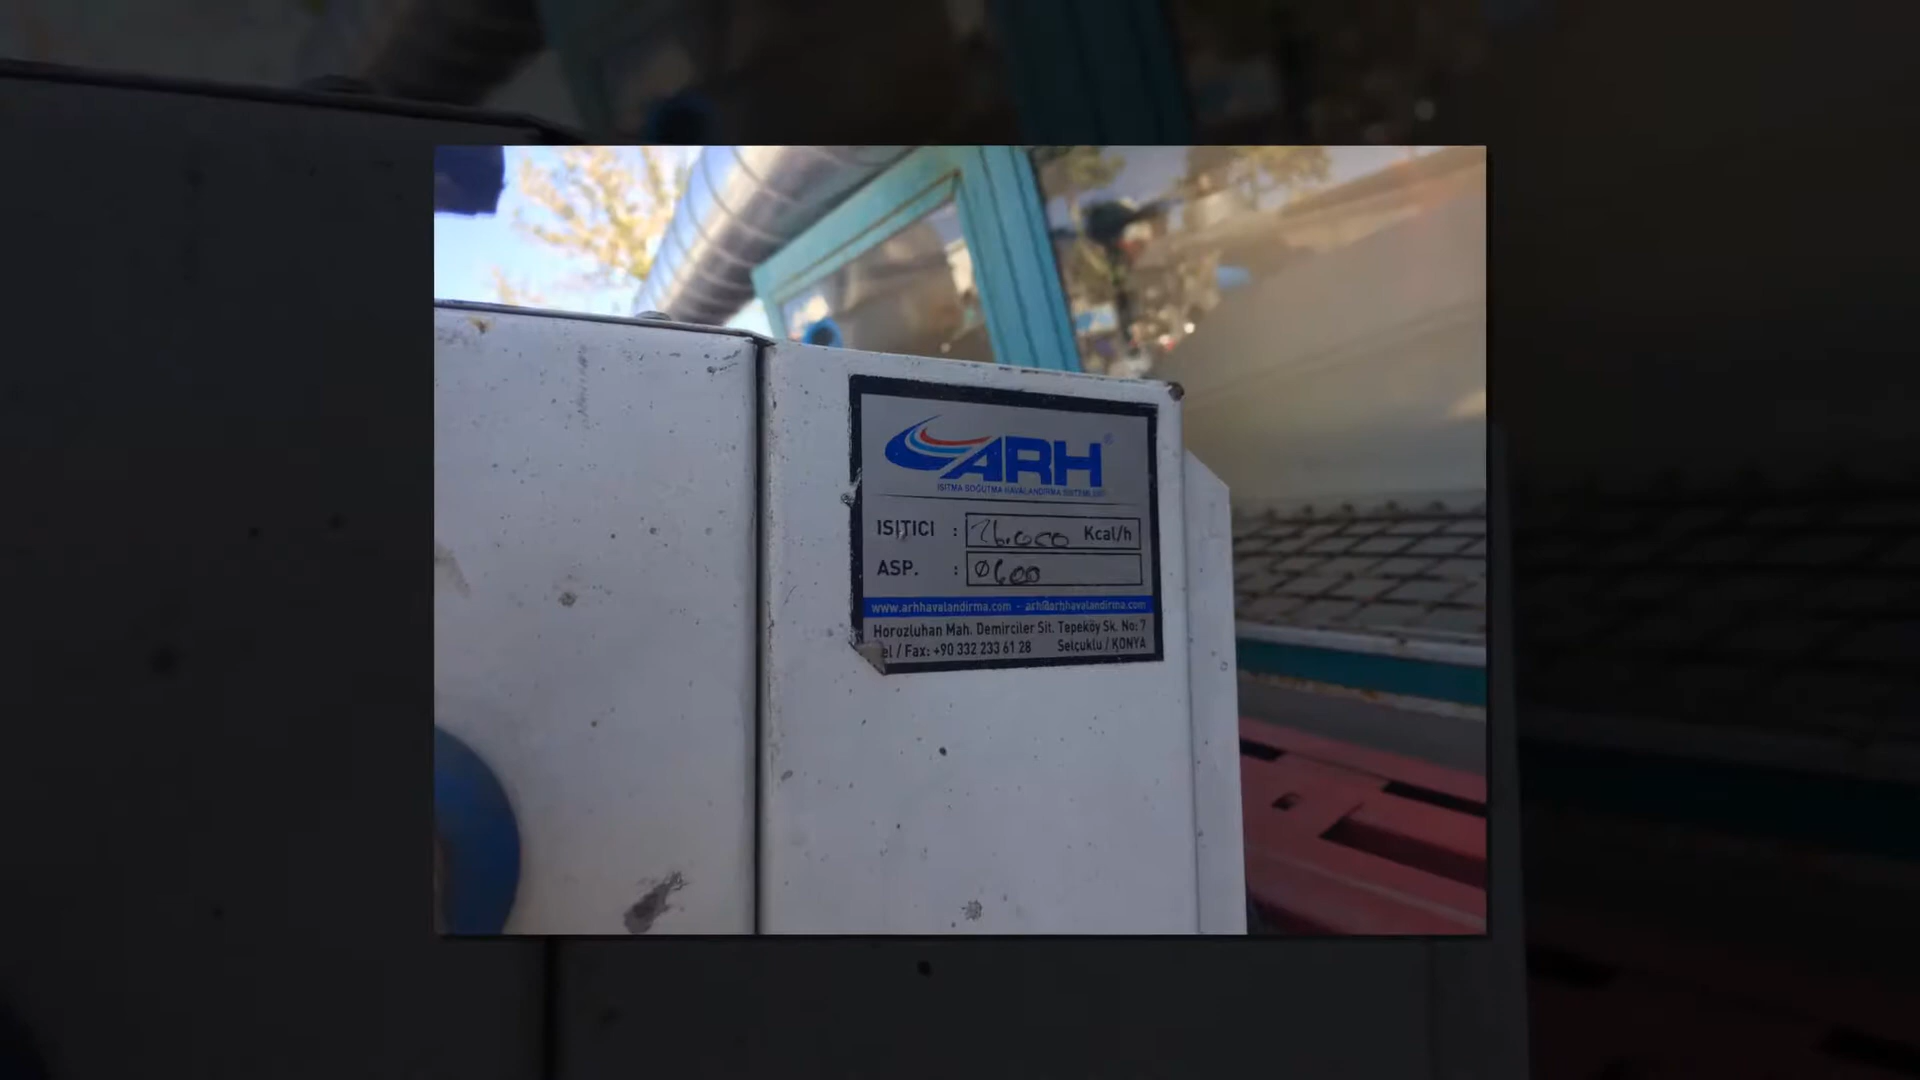 ARH®
ISITMA SOĞUTMA HAVALANDIRMA SİSTEMLERİ
ISITICI : 76.000 Kcal/h
ASP. : Ø600
www.arhhavalandirma.com - arh@arhhavalandirma.com
Horozluhan Mah. Demirciler Sit. Tepeköy Sk. No: 7
el / Fax: +90 332 233 61 28 Selçuklu / KONYA